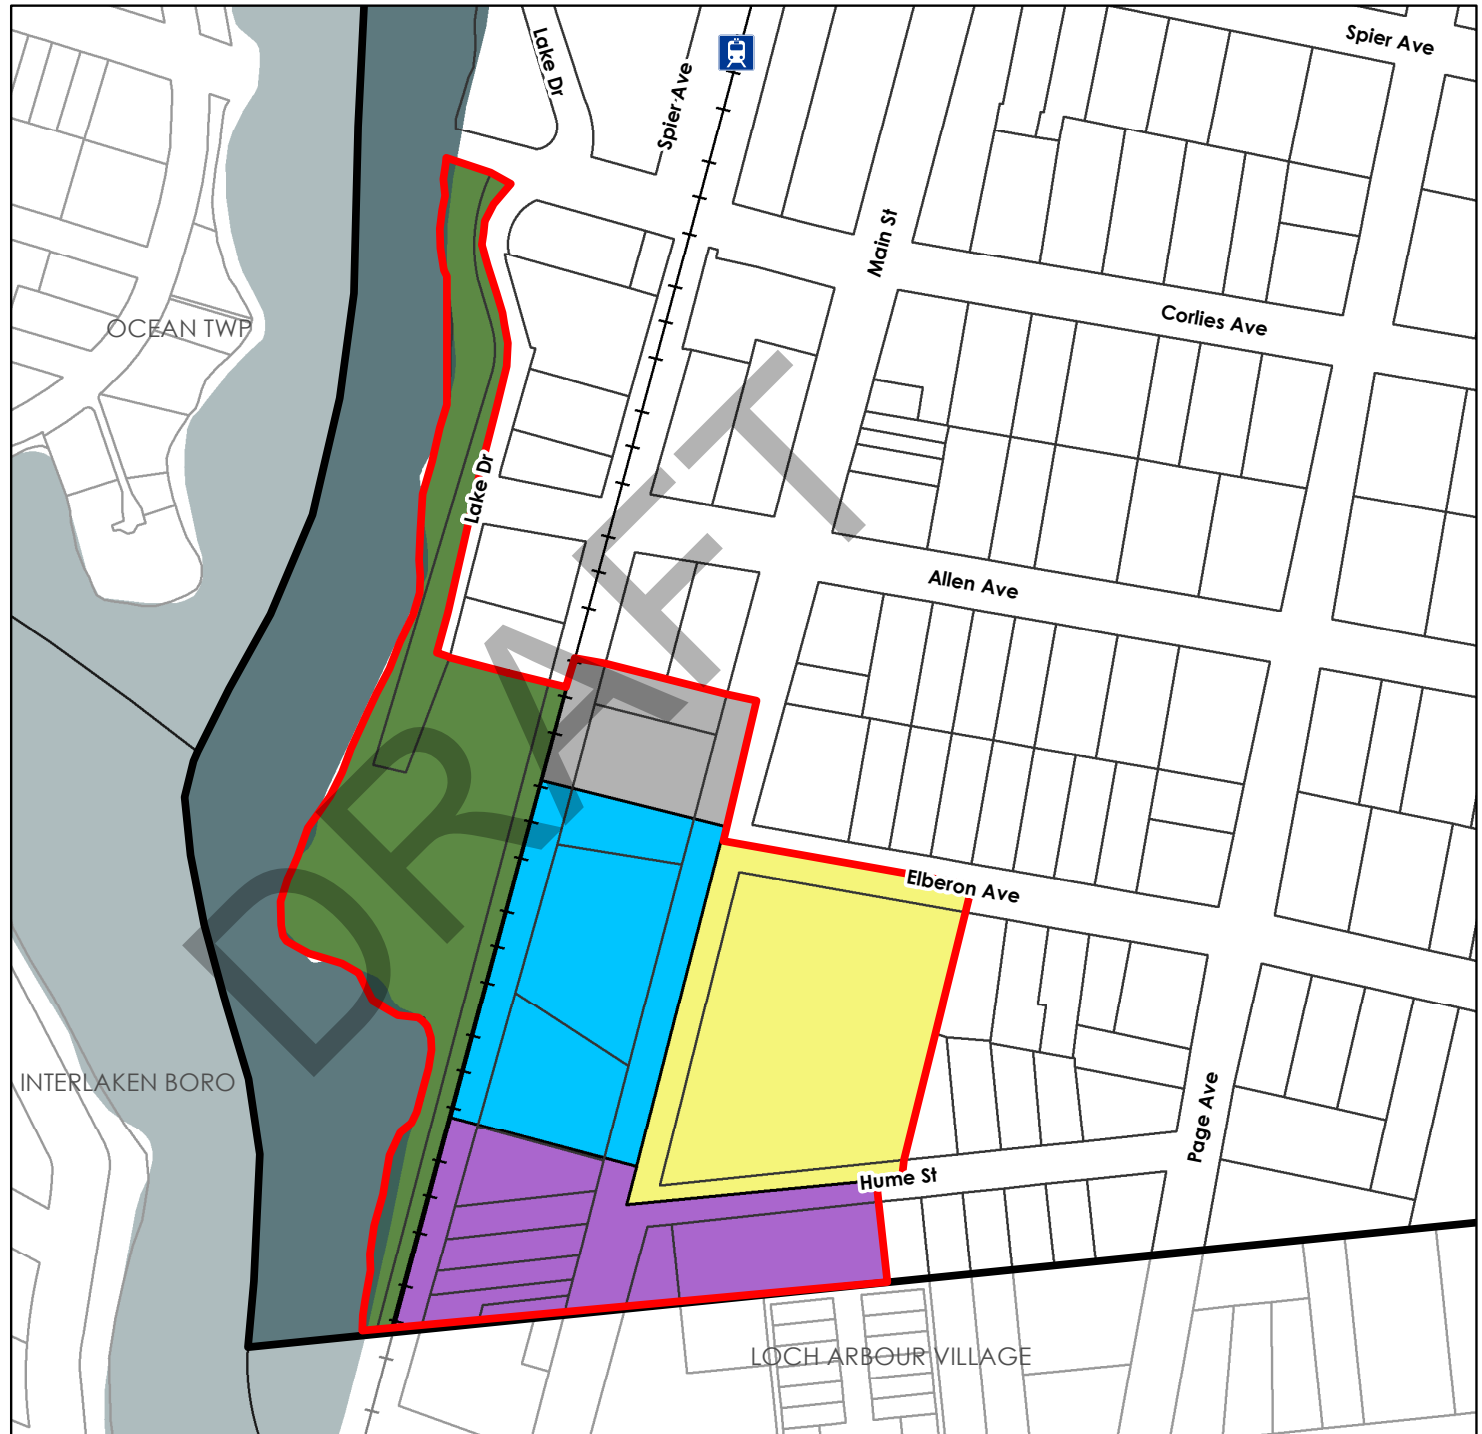 Spier Ave
Lake Dr
Spier Ave
Main St
Corlies Ave
OCEAN TWP
Lake Dr
Allen Ave
DRAFT
Elberon Ave
INTERLAKEN BORO
Page Ave
Hume St
LOCH ARBOUR VILLAGE